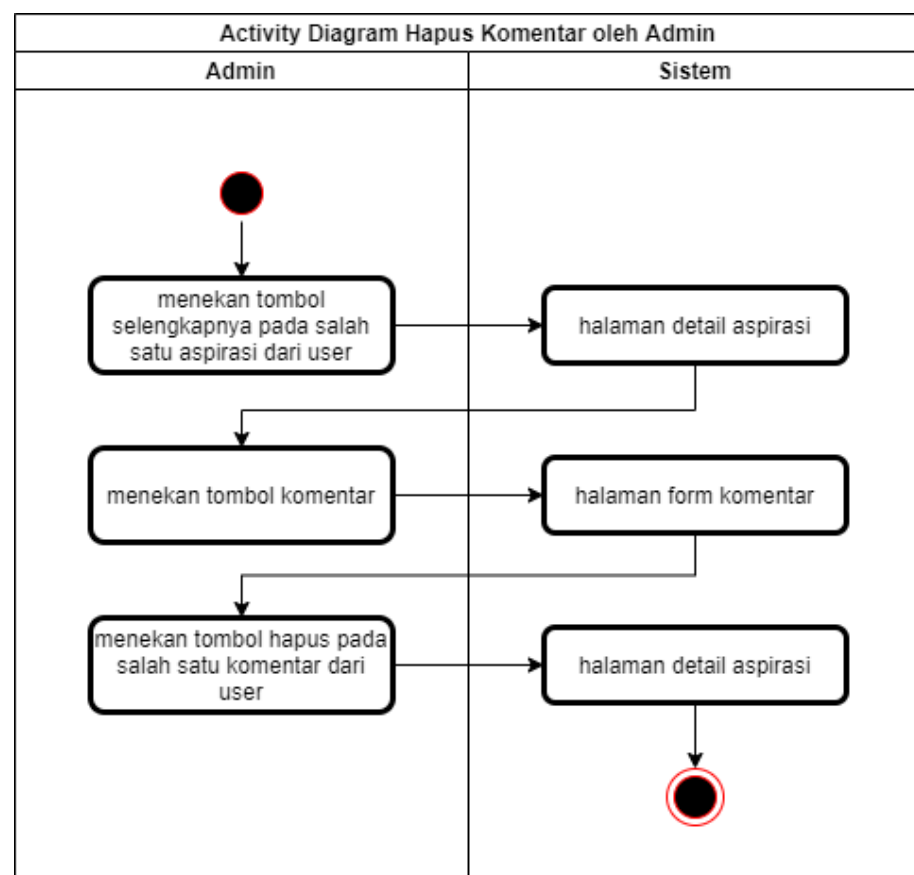 Activity Diagram Hapus Komentar oleh Admin
Admin
Sistem
menekan tombol
selengkapnya pada salah
satu aspirasi dari user
halaman detail aspirasi
menekan tombol komentar
halaman form komentar
menekan tombol hapus pada
salah satu komentar dari
user
halaman detail aspirasi